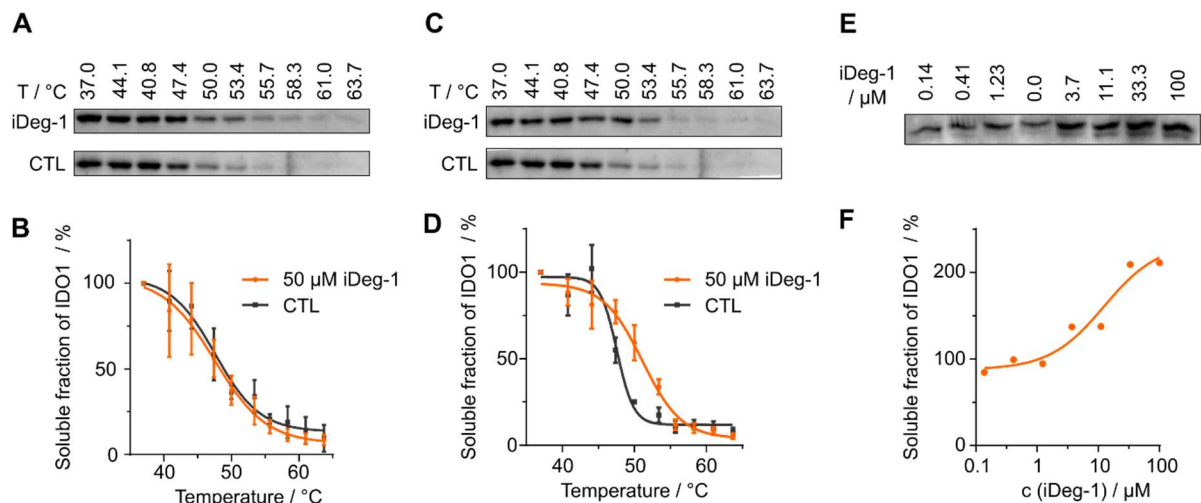 A
T / °C 37.0 44.1 40.8 47.4 50.0 53.4 55.7 58.3 61.0 63.7
iDeg-1
CTL
B
Soluble fraction of IDO1 / %
100
50
0
50 µM iDeg-1
CTL
40 50 60
Temperature / °C
C
T / °C 37.0 44.1 40.8 47.4 50.0 53.4 55.7 58.3 61.0 63.7
iDeg-1
CTL
D
Soluble fraction of IDO1 / %
100
50
0
50 µM iDeg-1
CTL
40 50 60
Temperature / °C
E
iDeg-1
/ µM
0.14 0.41 1.23 0.0 3.7 11.1 33.3 100
F
Soluble fraction of IDO1 / %
200
100
0
0.1 1 10 100
c (iDeg-1) / µM